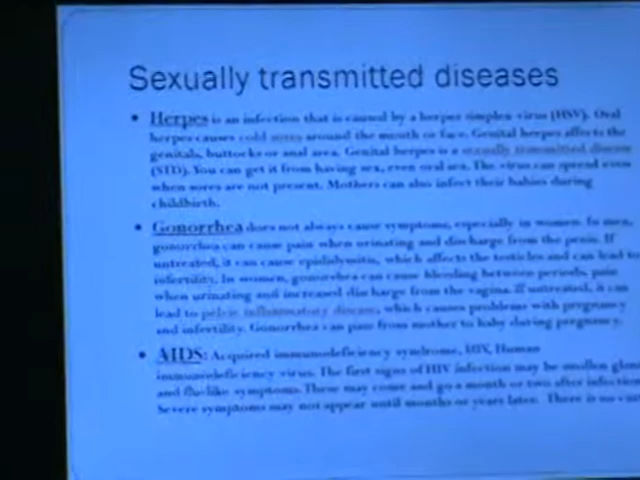 Sexually transmitted diseases
• Herpes is an infection that is caused by a herpes simplex virus (HSV). Oral
herpes causes cold sores around the mouth or face. Genital herpes affects the
genitals, buttocks or anal area. Genital herpes is a sexually transmitted disease
(STD). You can get it from having sex, even oral sex. The virus can spread even
when sores are not present. Mothers can also infect their babies during
childbirth.
• Gonorrhea does not always cause symptoms, especially in women. In men,
gonorrhea can cause pain when urinating and discharge from the penis. If
untreated, it can cause epididymitis, which affects the testicles and can lead to
infertility. In women, gonorrhea can cause bleeding between periods, pain
when urinating and increased discharge from the vagina. If untreated, it can
lead to pelvic inflammatory disease, which causes problems with pregnancy
and infertility. Gonorrhea can pass from mother to baby during pregnancy.
• AIDS: Acquired immunodeficiency syndrome, HIV, Human
immunodeficiency virus. The first signs of HIV infection may be swollen
and flu-like symptoms. These may come and go a month or two after infection
Severe symptoms may not appear until months or years later. There is no